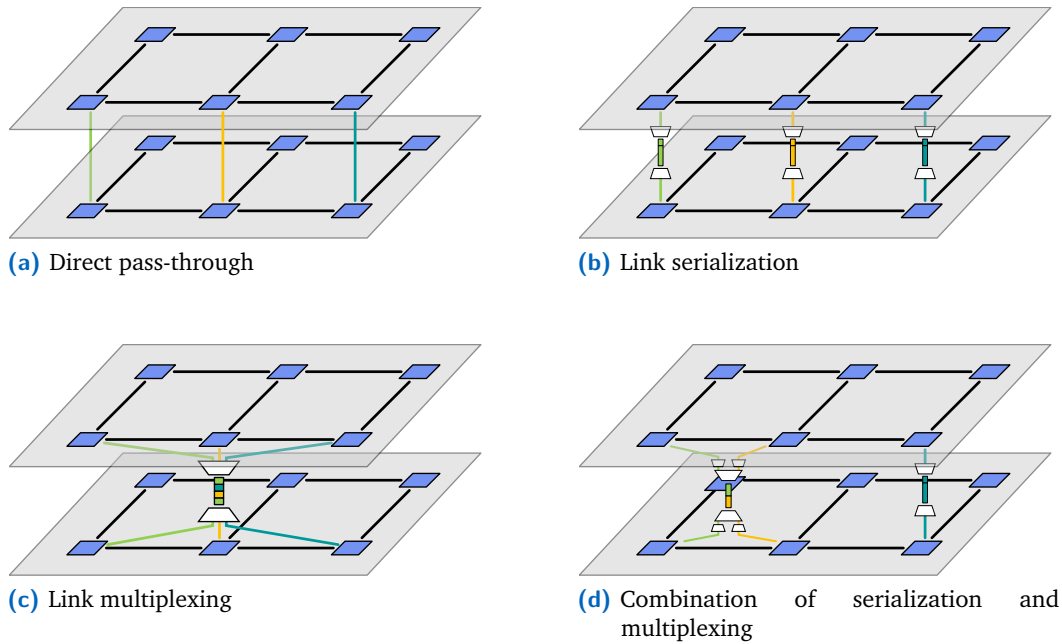 (a) Direct pass-through
(b) Link serialization
(c) Link multiplexing
(d) Combination of serialization and
multiplexing